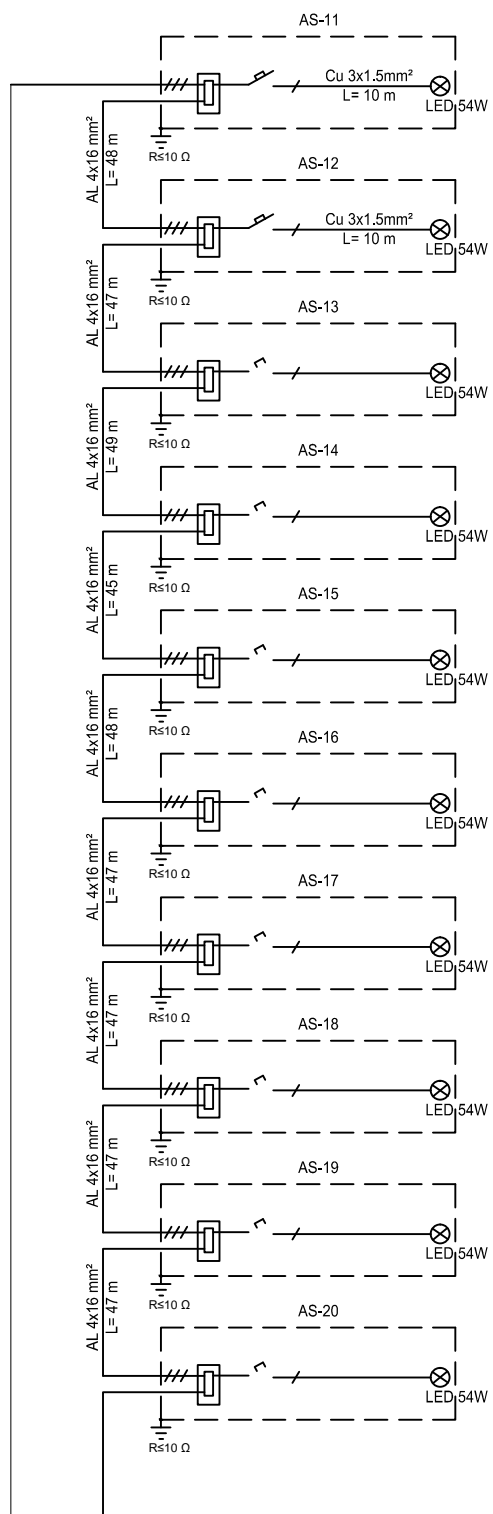 AS-11
Cu 3x1.5mm²
L= 10 m
LED 54W
R≤10 Ω
AL 4x16 mm²
L= 48 m
AS-12
Cu 3x1.5mm²
L= 10 m
LED 54W
R≤10 Ω
AL 4x16 mm²
L= 47 m
AS-13
LED 54W
R≤10 Ω
AL 4x16 mm²
L= 49 m
AS-14
LED 54W
R≤10 Ω
AL 4x16 mm²
L= 45 m
AS-15
LED 54W
R≤10 Ω
AL 4x16 mm²
L= 48 m
AS-16
LED 54W
R≤10 Ω
AL 4x16 mm²
L= 47 m
AS-17
LED 54W
R≤10 Ω
AL 4x16 mm²
L= 47 m
AS-18
LED 54W
R≤10 Ω
AL 4x16 mm²
L= 47 m
AS-19
LED 54W
R≤10 Ω
AL 4x16 mm²
L= 47 m
AS-20
LED 54W
R≤10 Ω